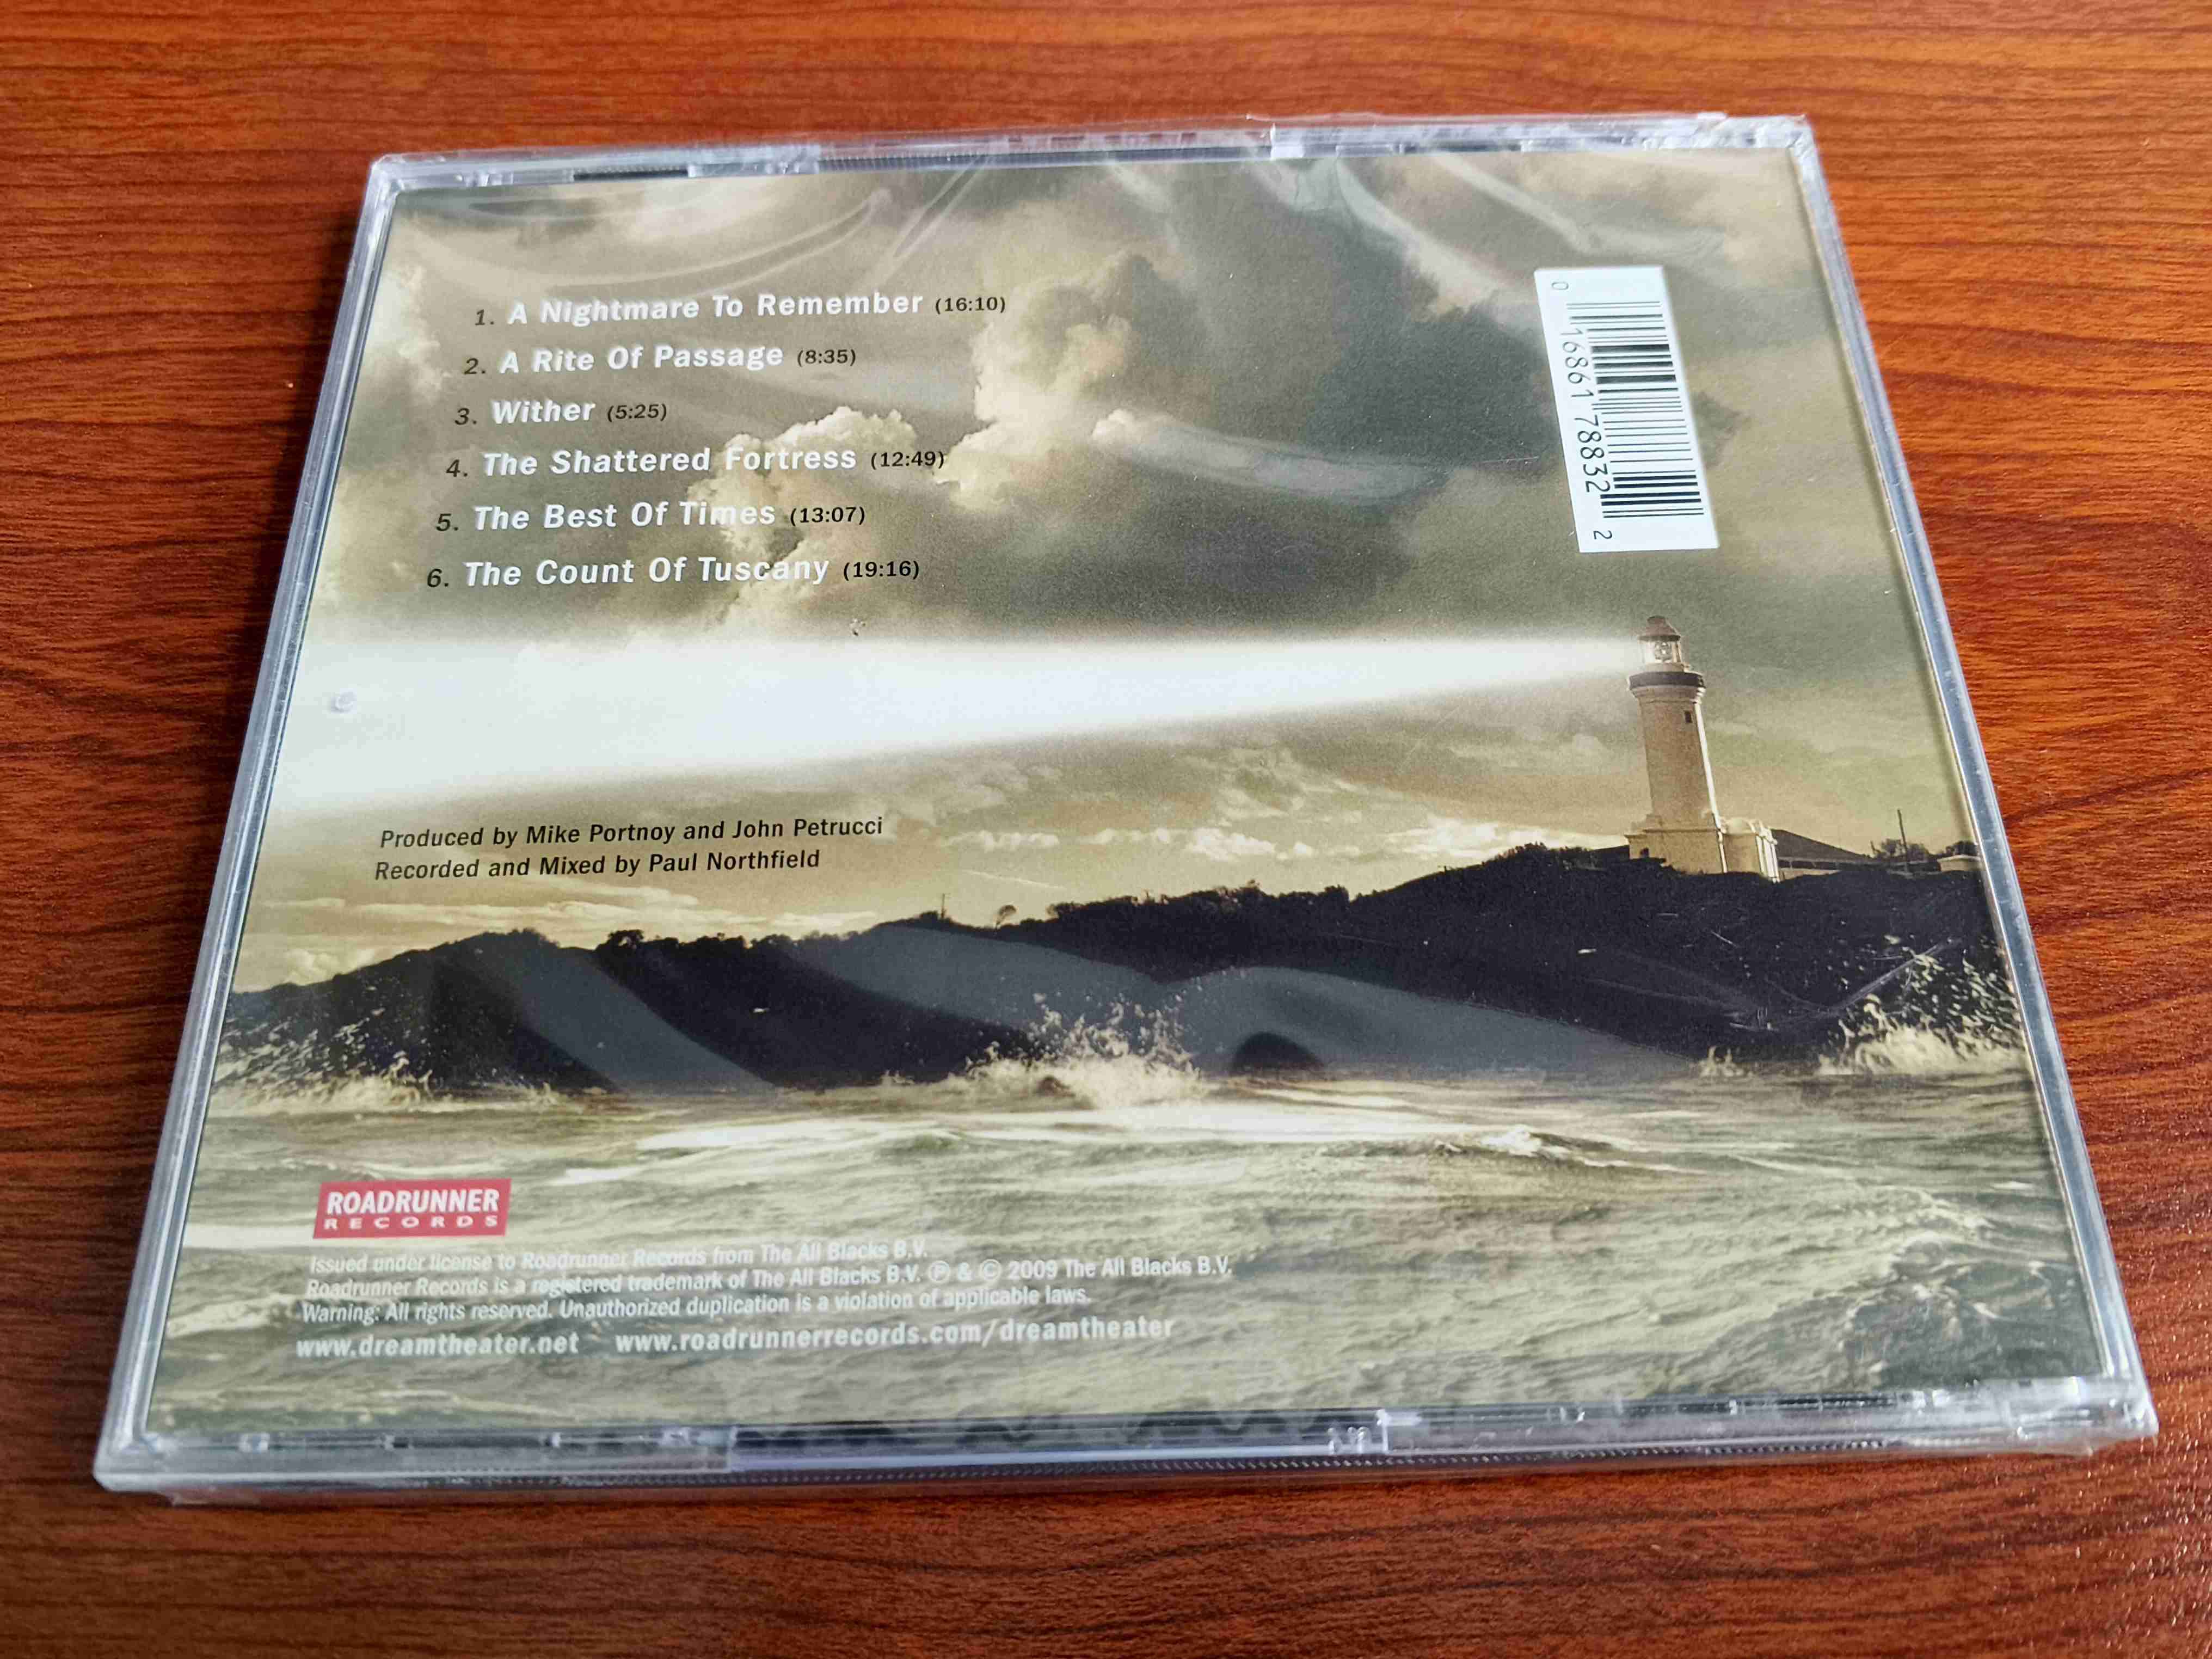 1. A Nightmare To Remember (16:10)
2. A Rite Of Passage (8:35)
3. Wither (5:25)
4. The Shattered Fortress (12:49)
5. The Best Of Times (13:07)
6. The Count Of Tuscany (19:16)
0 16861 78832 2
Produced by Mike Portnoy and John Petrucci
Recorded and Mixed by Paul Northfield
ROADRUNNER
RECORDS
Issued under license to Roadrunner Records from The All Blacks B.V.
Roadrunner Records is a registered trademark of The All Blacks B.V. ℗ & © 2009 The All Blacks B.V.
Warning: All rights reserved. Unauthorized duplication is a violation of applicable laws.
www.dreamtheater.net www.roadrunnerrecords.com/dreamtheater